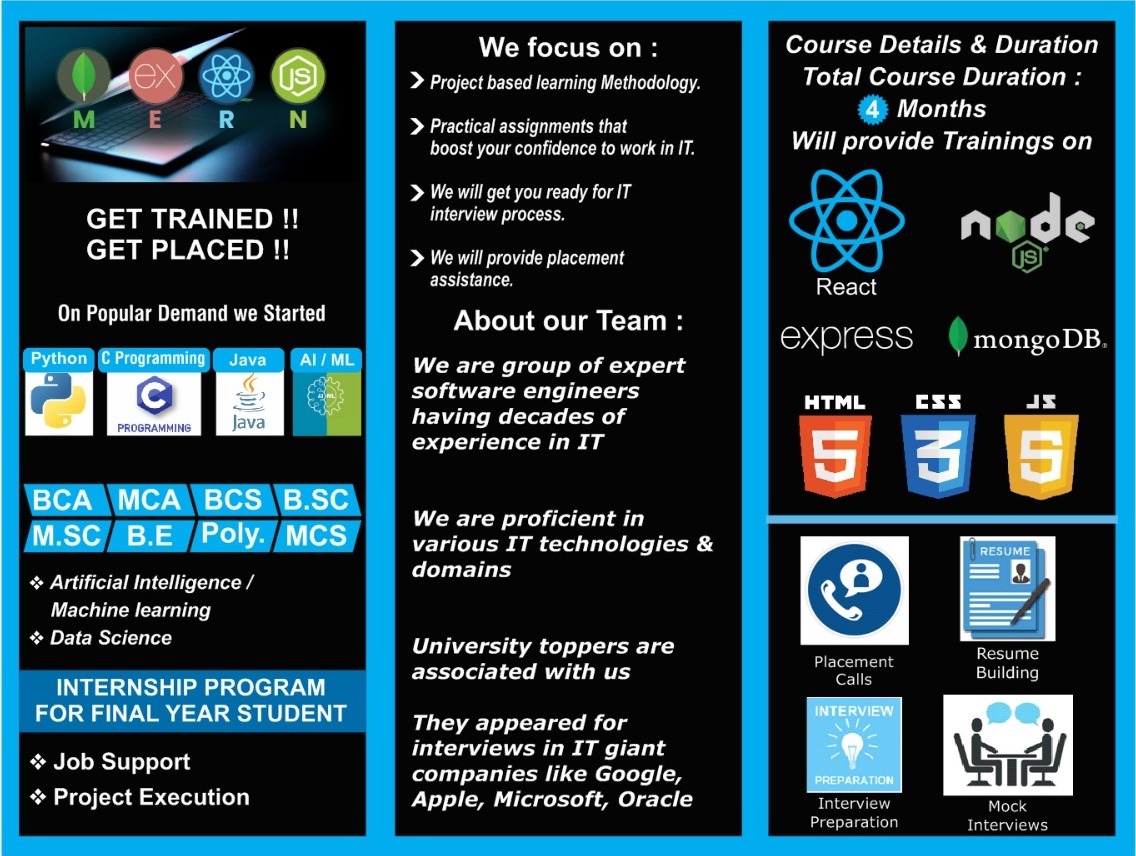 M E R N
GET TRAINED !!
GET PLACED !!
On Popular Demand we Started
Python
C Programming
Java
AI / ML
PROGRAMMING
Java
AI ML
BCA MCA BCS B.SC
M.SC B.E Poly. MCS
Artificial Intelligence /
Machine learning
Data Science
INTERNSHIP PROGRAM
FOR FINAL YEAR STUDENT
Job Support
Project Execution
We focus on :
Project based learning Methodology.
Practical assignments that
boost your confidence to work in IT.
We will get you ready for IT
interview process.
We will provide placement
assistance.
About our Team :
We are group of expert
software engineers
having decades of
experience in IT
We are proficient in
various IT technologies &
domains
University toppers are
associated with us
They appeared for
interviews in IT giant
companies like Google,
Apple, Microsoft, Oracle
Course Details & Duration
Total Course Duration :
4 Months
Will provide Trainings on
React
node
JS
express
mongoDB®
HTML
5
CSS
3
JS
5
Placement
Calls
RESUME
Resume
Building
INTERVIEW
PREPARATION
Interview
Preparation
Mock
Interviews